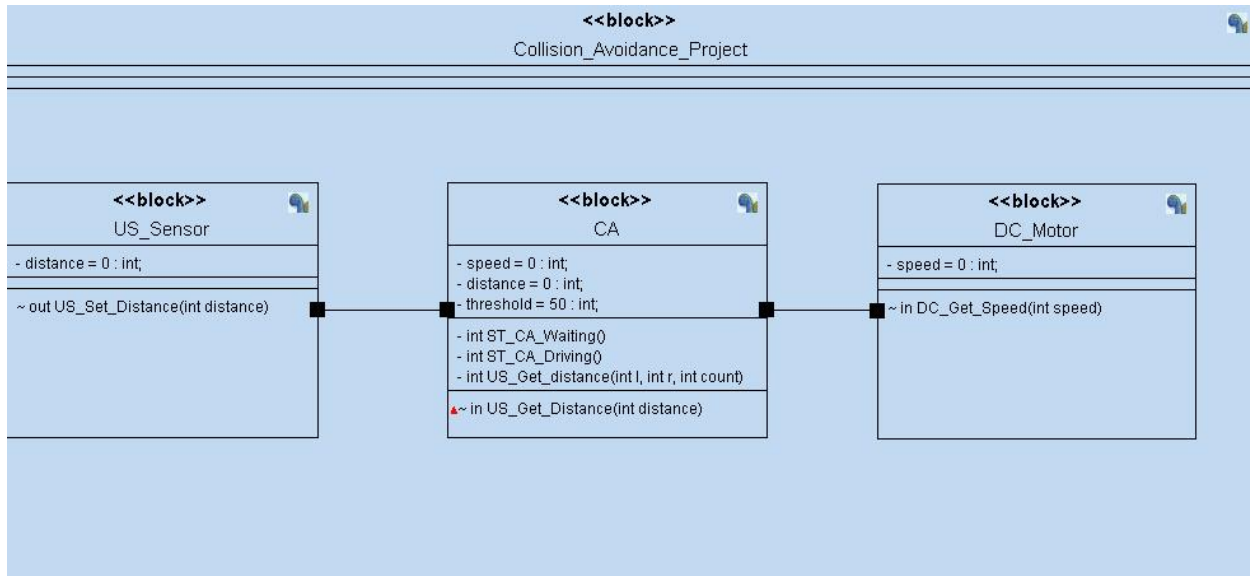 <<block>>
Collision_Avoidance_Project
<<block>>
US_Sensor
- distance = 0 : int;
~ out US_Set_Distance(int distance)
<<block>>
CA
- speed = 0 : int;
- distance = 0 : int;
- threshold = 50 : int;
- int ST_CA_Waiting()
- int ST_CA_Driving()
- int US_Get_distance(int l, int r, int count)
~ in US_Get_Distance(int distance)
<<block>>
DC_Motor
- speed = 0 : int;
~ in DC_Get_Speed(int speed)